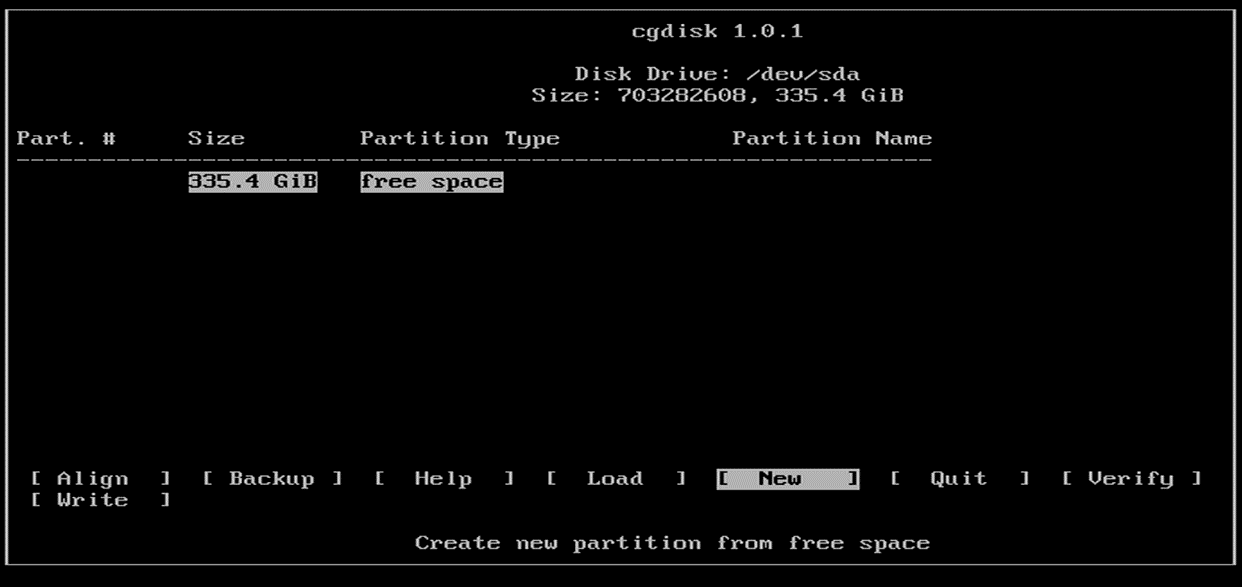 cgdisk 1.0.1
Disk Drive: /dev/sda
Size: 703282608, 335.4 GiB
Part. # Size Partition Type Partition Name
----------------------------------------------------------------
335.4 GiB free space
[ Align ] [ Backup ] [ Help ] [ Load ] [ New ] [ Quit ] [ Verify ]
[ Write ]
Create new partition from free space